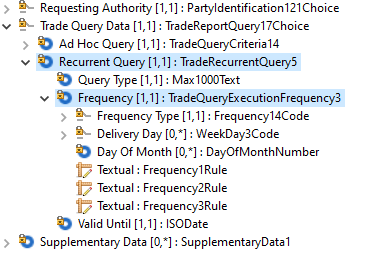 Requesting Authority [1,1] : PartyIdentification121Choice
Trade Query Data [1,1] : TradeReportQuery17Choice
Ad Hoc Query [1,1] : TradeQueryCriteria14
Recurrent Query [1,1] : TradeRecurrentQuery5
Query Type [1,1] : Max1000Text
Frequency [1,1] : TradeQueryExecutionFrequency3
Frequency Type [1,1] : Frequency14Code
Delivery Day [0,*] : WeekDay3Code
Day Of Month [0,*] : DayOfMonthNumber
Textual : Frequency1Rule
Textual : Frequency2Rule
Textual : Frequency3Rule
Valid Until [1,1] : ISODate
Supplementary Data [0,*] : SupplementaryData1